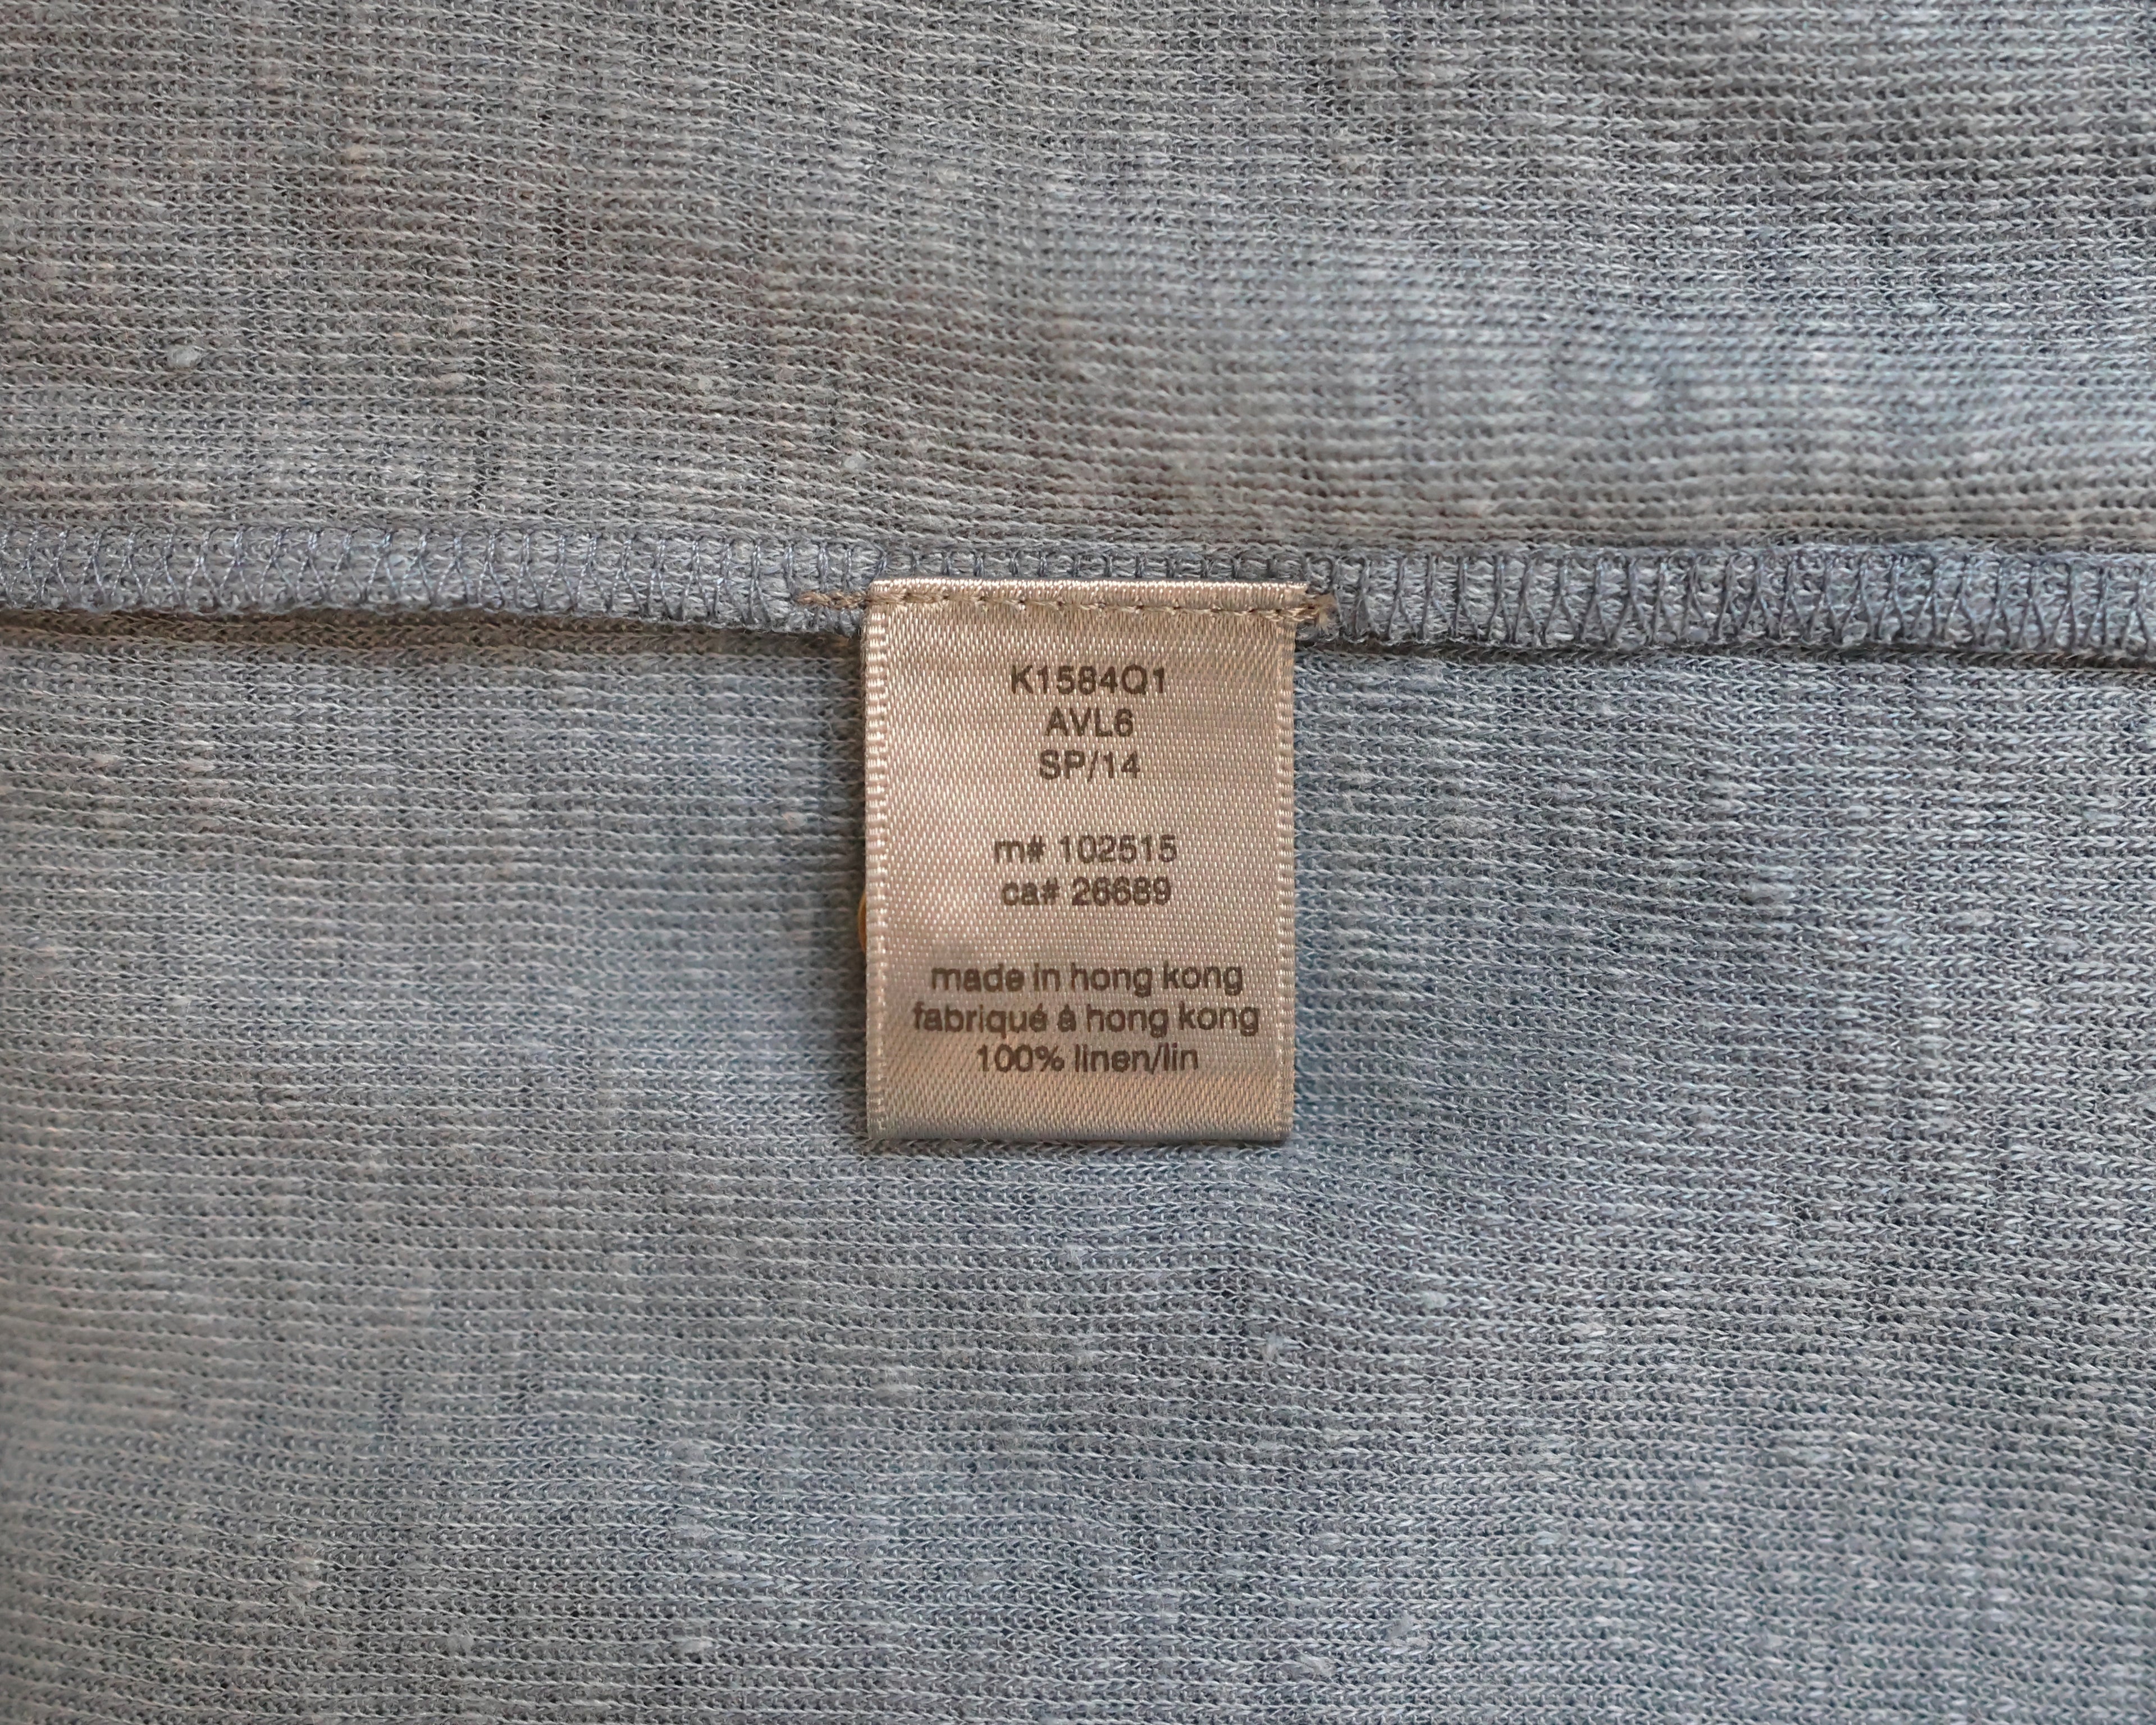 K1584Q1
AVL6
SP/14
m# 102515
ca# 26689
made in hong kong
fabriqué à hong kong
100% linen/lin